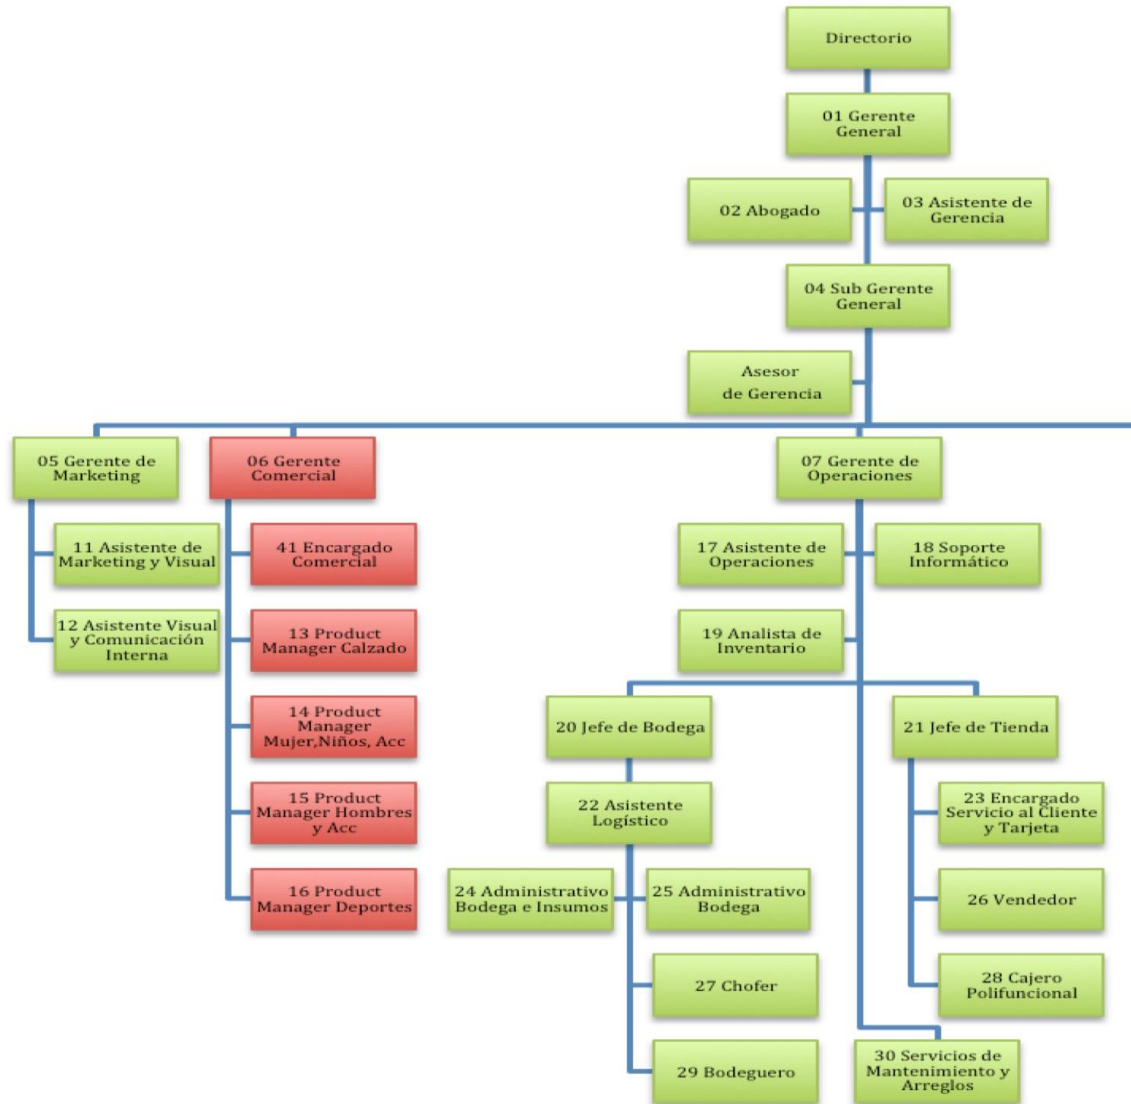 Directorio
01 Gerente
General
02 Abogado
03 Asistente de
Gerencia
04 Sub Gerente
General
Asesor
de Gerencia
05 Gerente de
Marketing
06 Gerente
Comercial
07 Gerente de
Operaciones
11 Asistente de
Marketing y Visual
41 Encargado
Comercial
17 Asistente de
Operaciones
18 Soporte
Informático
12 Asistente Visual
y Comunicación
Interna
13 Product
Manager Calzado
19 Analista de
Inventario
14 Product
Manager
Mujer,Niños, Acc
20 Jefe de Bodega
21 Jefe de Tienda
15 Product
Manager Hombres
y Acc
22 Asistente
Logístico
23 Encargado
Servicio al Cliente
y Tarjeta
16 Product
Manager Deportes
24 Administrativo
Bodega e Insumos
25 Administrativo
Bodega
26 Vendedor
27 Chofer
28 Cajero
Polifuncional
29 Bodeguero
30 Servicios de
Mantenimiento y
Arreglos